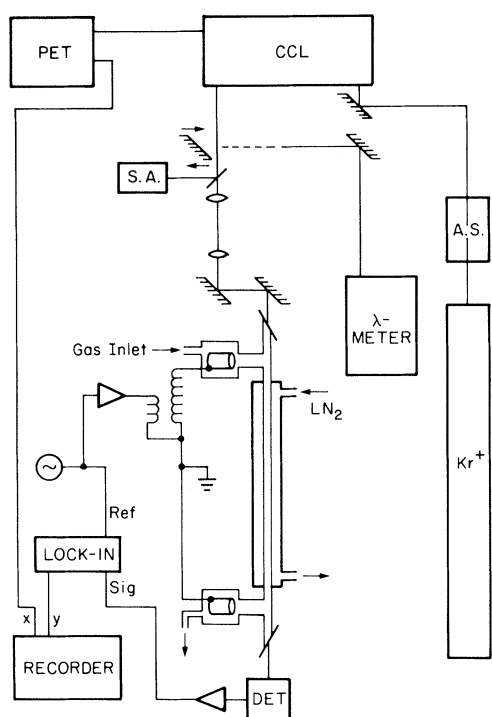 PET
CCL
S.A.
A.S.
λ-
METER
Gas Inlet
LN₂
Kr⁺
~
Ref
LOCK-IN
Sig
x
y
RECORDER
DET